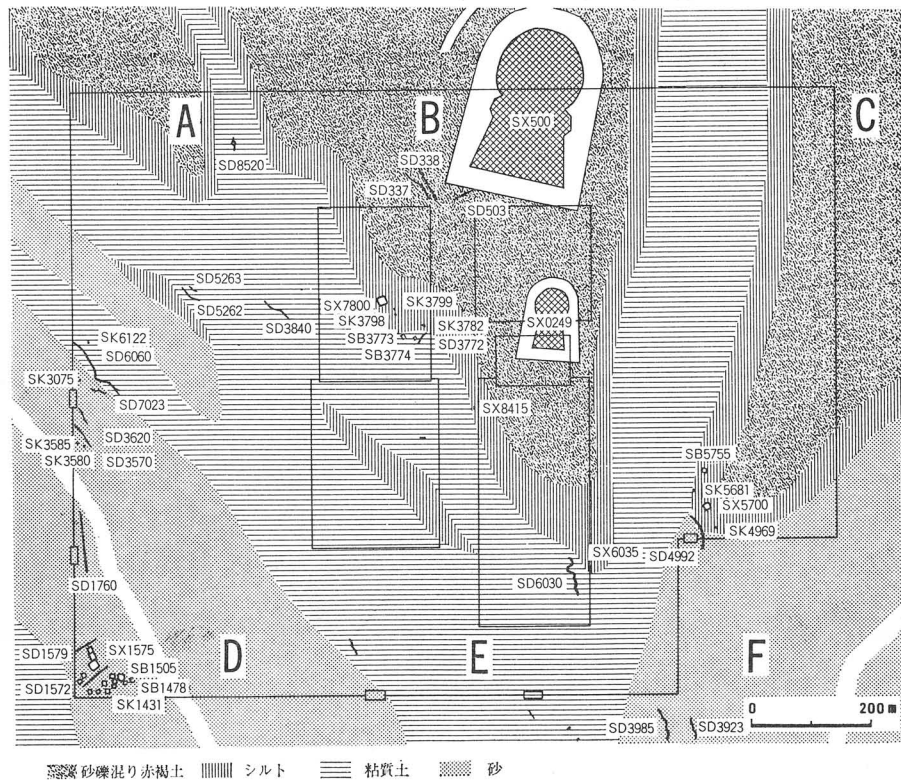 A
B
C
SX500
SD8520
SD338
SD337
SD503
SD5263
SD5262
SD3840
SX7800
SK3799
SK3798
SK3782
SB3773
SD3772
SB3774
SX0249
SK6122
SD6060
SK3075
SD7023
SX8415
SK3585
SD3620
SK3580
SD3570
SB5755
SK5681
SX5700
SK4969
SX6035
SD4992
SD1760
SD6030
SD1579
SX1575
SB1505
SD1572
SB1478
SK1431
D
E
F
0 200m
SD3985
SD3923
砂礫混り赤褐土 シルト 粘質土 砂